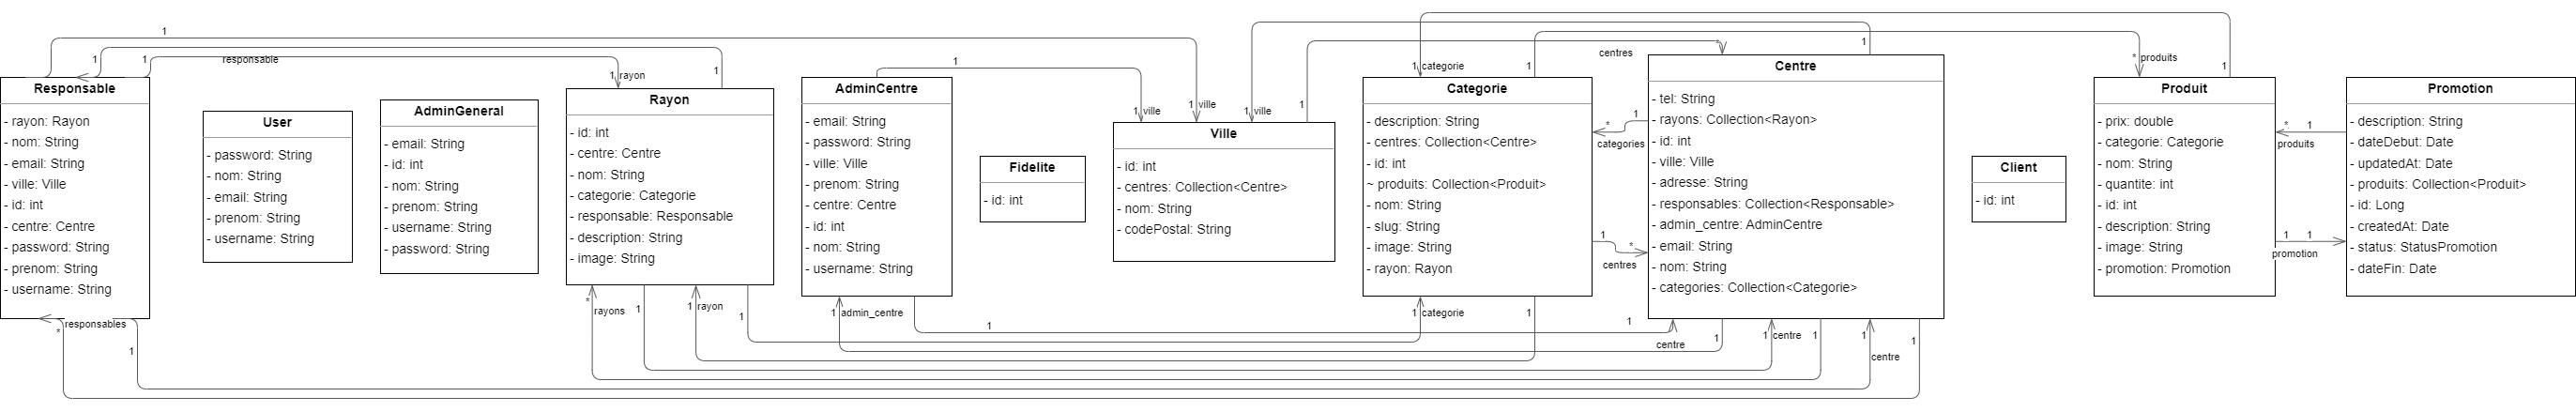 Responsable
- rayon: Rayon
- nom: String
- email: String
- ville: Ville
- id: int
- centre: Centre
- password: String
- prenom: String
- username: String
User
- password: String
- nom: String
- email: String
- prenom: String
- username: String
AdminGeneral
- email: String
- id: int
- nom: String
- prenom: String
- username: String
- password: String
Rayon
- id: int
- centre: Centre
- nom: String
- categorie: Categorie
- responsable: Responsable
- description: String
- image: String
AdminCentre
- email: String
- password: String
- ville: Ville
- prenom: String
- centre: Centre
- id: int
- nom: String
- username: String
Fidelite
- id: int
Ville
- id: int
- centres: Collection<Centre>
- nom: String
- codePostal: String
Categorie
- description: String
- centres: Collection<Centre>
- id: int
~ produits: Collection<Produit>
- nom: String
- slug: String
- image: String
- rayon: Rayon
Centre
- tel: String
- rayons: Collection<Rayon>
- id: int
- ville: Ville
- adresse: String
- responsables: Collection<Responsable>
- admin_centre: AdminCentre
- email: String
- nom: String
- categories: Collection<Categorie>
Client
- id: int
Produit
- prix: double
- categorie: Categorie
- nom: String
- quantite: int
- id: int
- description: String
- image: String
- promotion: Promotion
Promotion
- description: String
- dateDebut: Date
- updatedAt: Date
- produits: Collection<Produit>
- id: Long
- createdAt: Date
- status: StatusPromotion
- dateFin: Date
1
1
1
responsable
1 rayon
1
1
1 ville
1 ville
1 ville
1
1 categorie
1
* centres
1
* produits
1
1
* categories
1
* centres
* 1
produits
1 1
promotion
* responsables
1
* rayons
1
1 rayon
1
1 admin_centre
1
1 categorie
1
1
centre
1
1 centre
1
1
centre
1